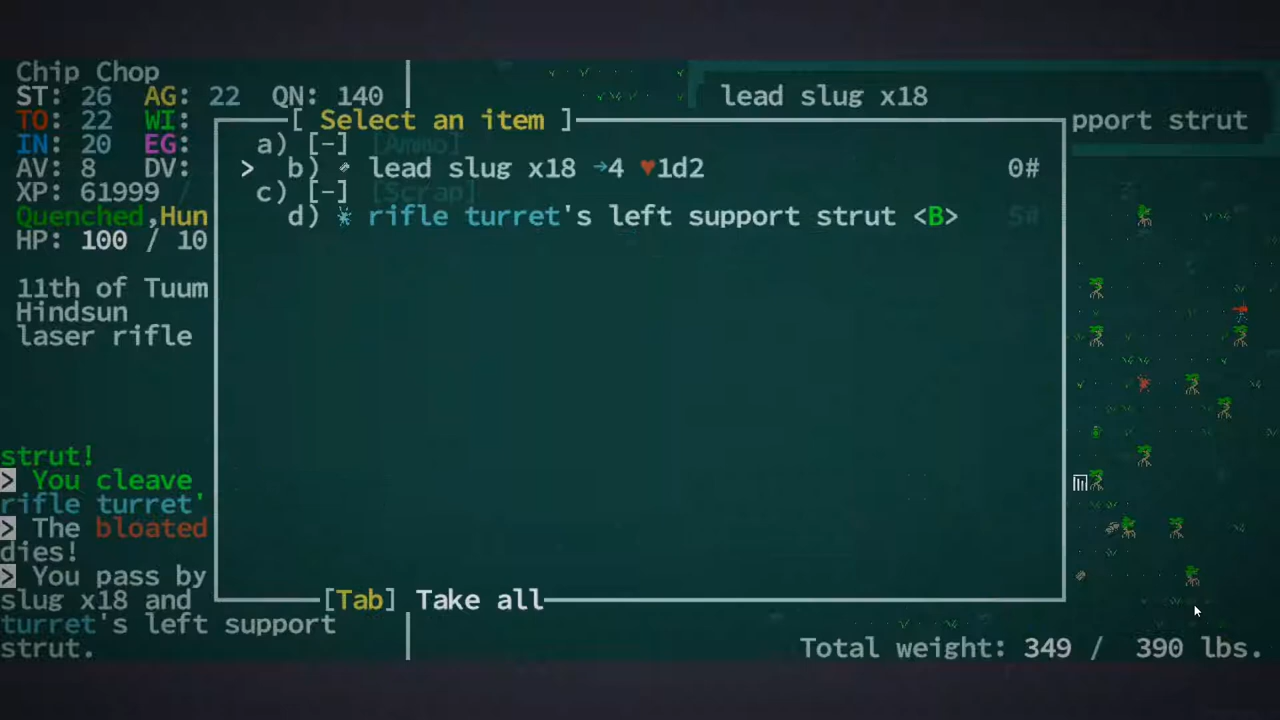 Chip Chop
ST: 26 AG: 22 QN: 140
lead slug x18
[ Select an item ]
pport strut
TO: 22 WI:
a) [-] [Ammo]
IN: 20 EG:
> b) lead slug x18 →4 ♥1d2 0#
AV: 8 DV:
c) [-] [Scrap]
XP: 61999 /
d) rifle turret's left support strut <B> 5#
Quenched,Hun
HP: 100 / 10
11th of Tuum
Hindsun
laser rifle
strut!
> You cleave
rifle turret'
> The bloated
dies!
> You pass by
slug x18 and
[Tab] Take all
turret's left support
strut.
Total weight: 349 / 390 lbs.